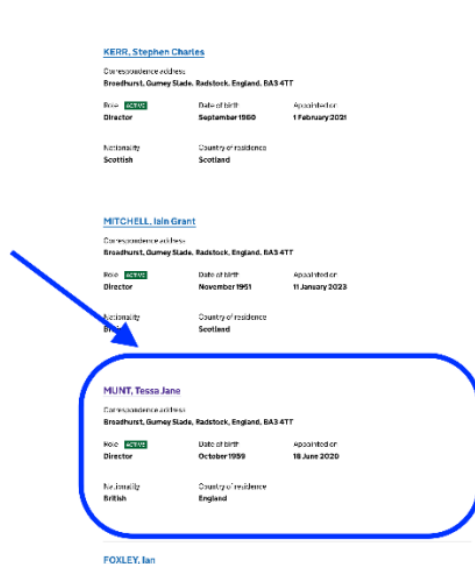 KERR, Stephen Charles
Correspondence address
Broadhurst, Gurney Slade, Radstock, England, BA3 4TT
Role ACTIVE Date of birth Appointed on
Director September 1960 1 February 2021
Nationality Country of residence
Scottish Scotland
MITCHELL, Iain Grant
Correspondence address
Broadhurst, Gurney Slade, Radstock, England, BA3 4TT
Role ACTIVE Date of birth Appointed on
Director November 1951 11 January 2023
Nationality Country of residence
Scotland
MUNT, Tessa Jane
Correspondence address
Broadhurst, Gurney Slade, Radstock, England, BA3 4TT
Role ACTIVE Date of birth Appointed on
Director October 1959 18 June 2020
Nationality Country of residence
British England
FOXLEY, Ian